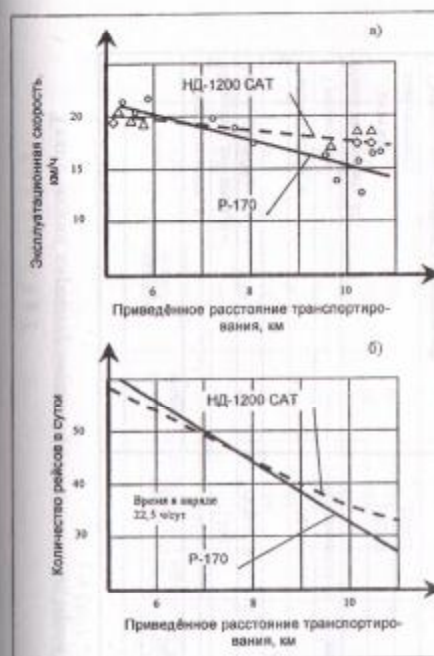 а)
Эксплуатационная скорость,
км/ч
20
15
10
НД-1200 САТ
Р-170
6
8
10
Приведённое расстояние транспортиро-
вания, км
б)
Количество рейсов в сутки
50
40
30
НД-1200 САТ
Время в наряде
22,5 ч/сут
Р-170
6
8
10
Приведённое расстояние транспортиро-
вания, км